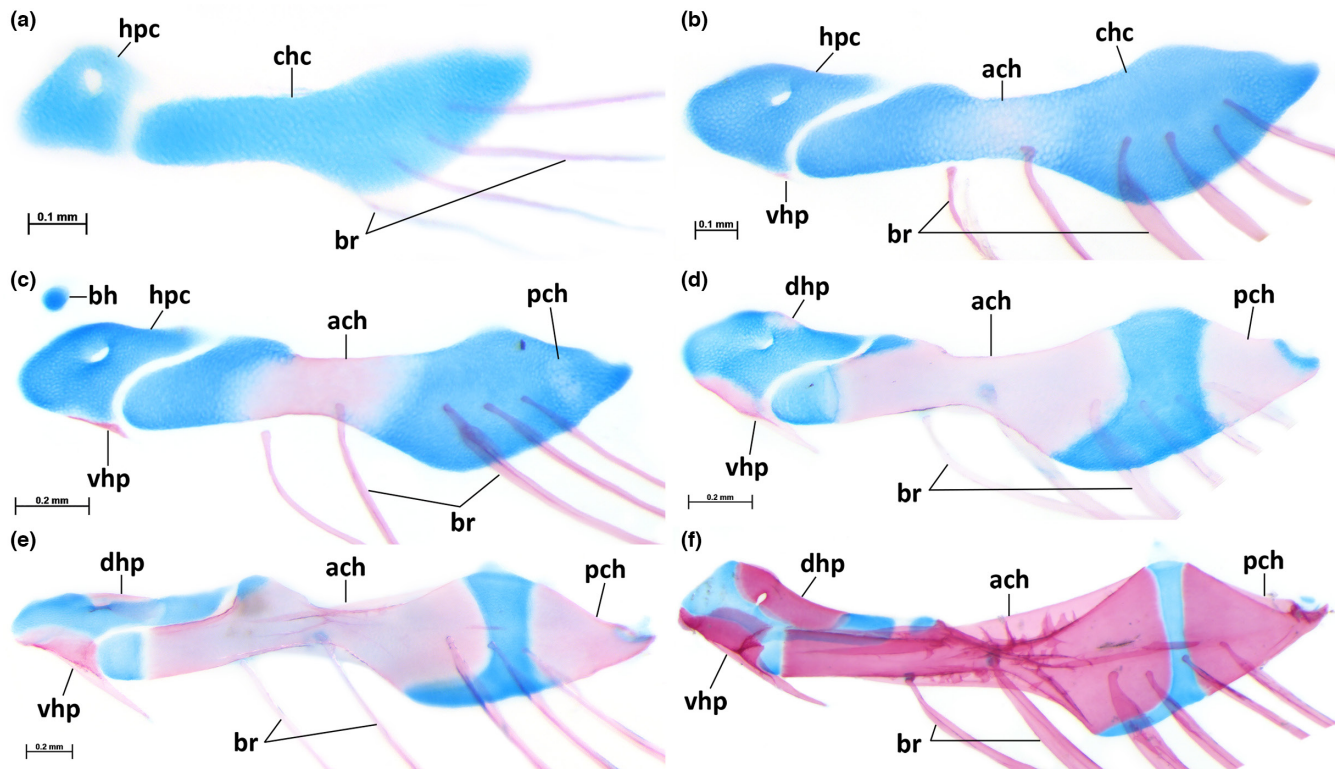 (a)
hpc
chc
0.1 mm
br
(b)
hpc
ach
chc
vhp
0.1 mm
br
(c)
bh
hpc
ach
pch
vhp
0.2 mm
br
(d)
dhp
ach
pch
vhp
0.2 mm
br
(e)
dhp
ach
pch
vhp
br
0.2 mm
(f)
dhp
ach
pch
vhp
br